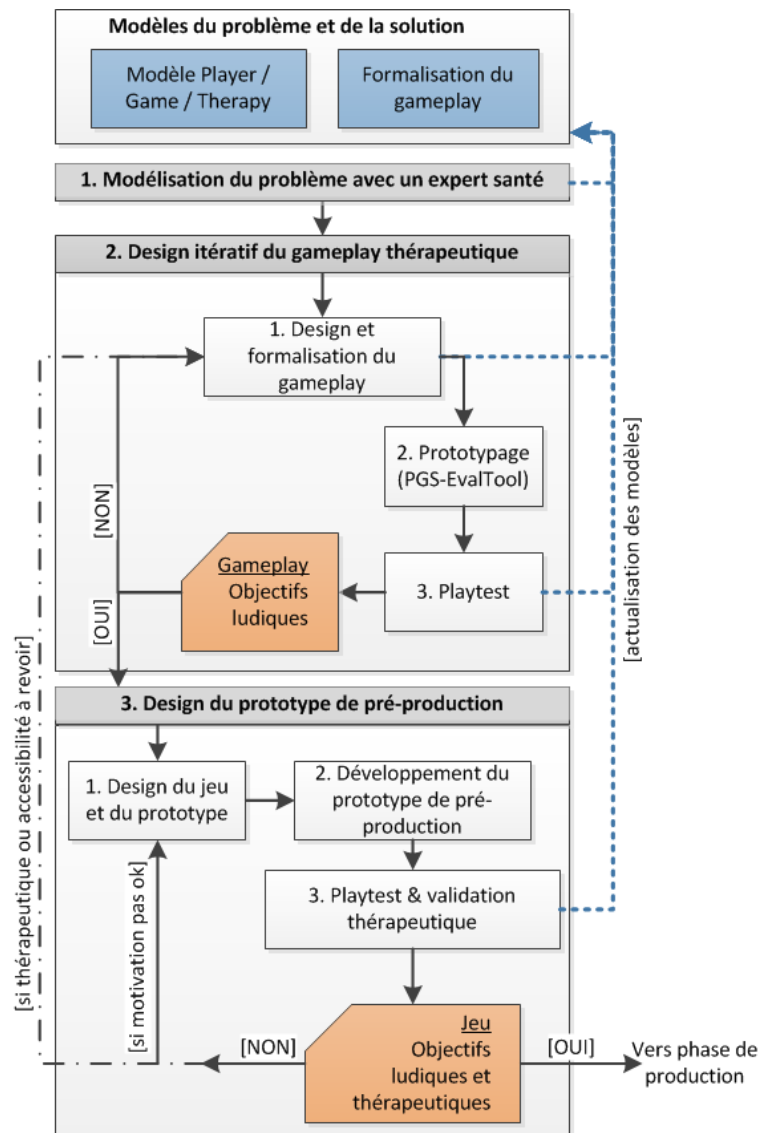 Modèles du problème et de la solution
Modèle Player /
Game / Therapy
Formalisation du
gameplay
1. Modélisation du problème avec un expert santé
2. Design itératif du gameplay thérapeutique
1. Design et
formalisation du
gameplay
2. Prototypage
(PGS-EvalTool)
3. Playtest
Gameplay
Objectifs
ludiques
[NON]
[OUI]
[actualisation des modèles]
[si thérapeutique ou accessibilité à revoir]
3. Design du prototype de pré-production
1. Design du jeu
et du prototype
2. Développement du
prototype de pré-
production
3. Playtest & validation
thérapeutique
[si motivation pas ok]
Jeu
Objectifs
ludiques et
thérapeutiques
[NON]
[OUI]
Vers phase de
production